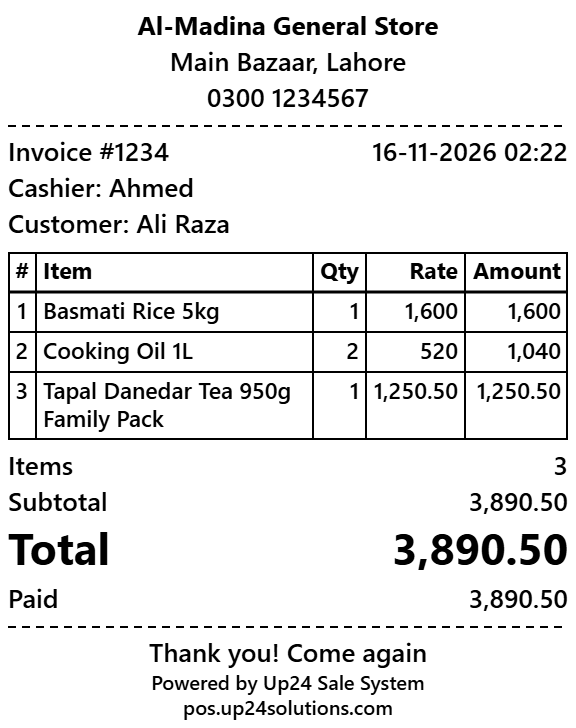 Al-Madina General Store
Main Bazaar, Lahore
0300 1234567
Invoice #1234 16-11-2026 02:22
Cashier: Ahmed
Customer: Ali Raza
# Item Qty Rate Amount
1 Basmati Rice 5kg 1 1,600 1,600
2 Cooking Oil 1L 2 520 1,040
3 Tapal Danedar Tea 950g 1 1,250.50 1,250.50
Family Pack
Items 3
Subtotal 3,890.50
Total 3,890.50
Paid 3,890.50
Thank you! Come again
Powered by Up24 Sale System
pos.up24solutions.com